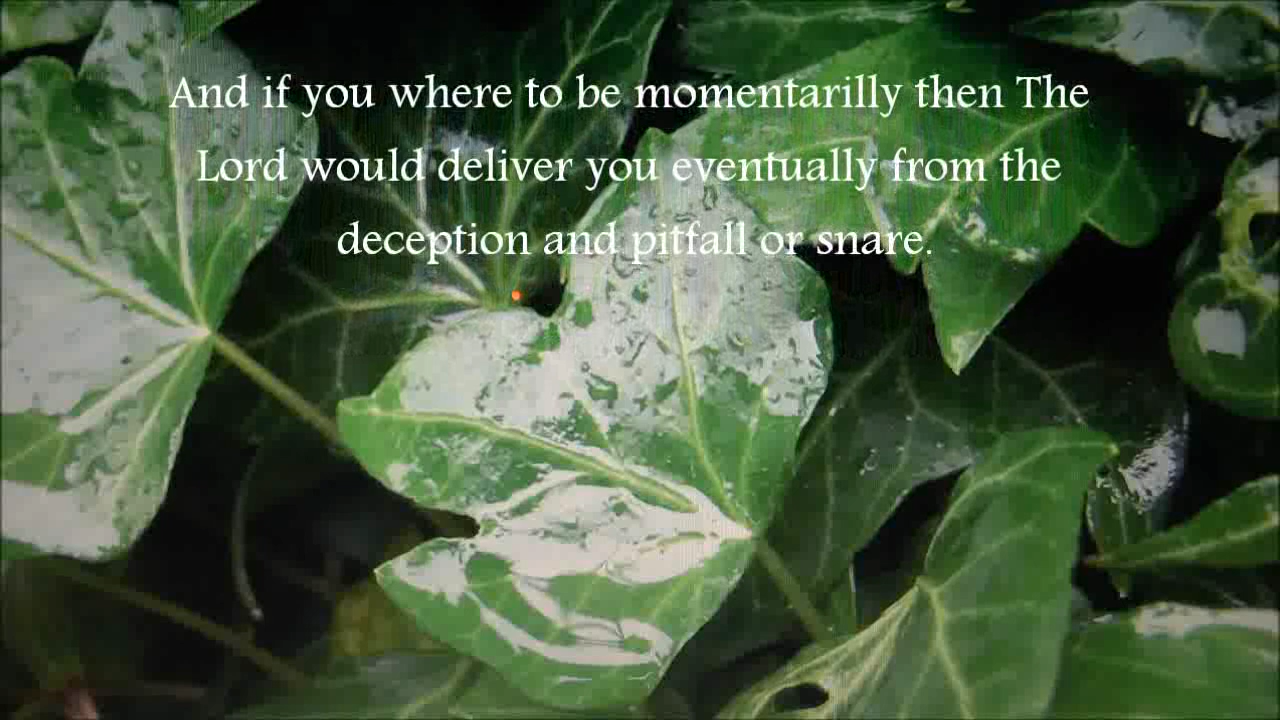 And if you where to be momentarilly then The
Lord would deliver you eventually from the
deception and pitfall or snare.